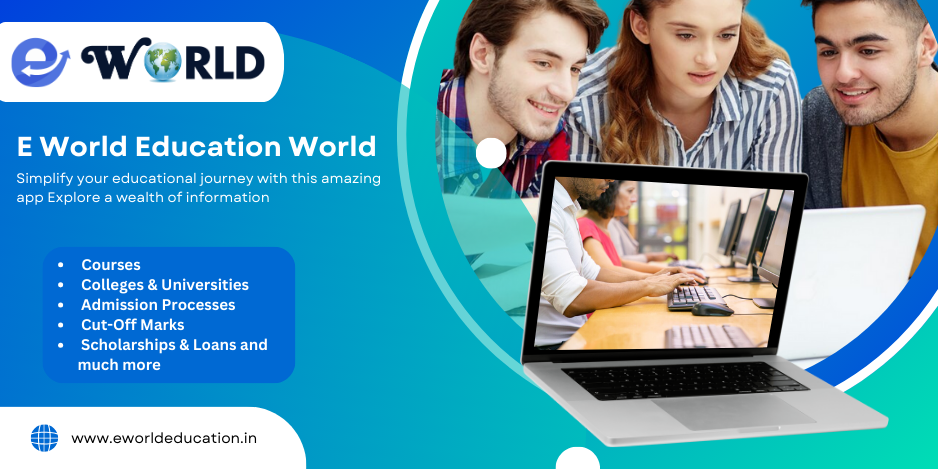 e WORLD
E World Education World
Simplify your educational journey with this amazing
app Explore a wealth of information
• Courses
• Colleges & Universities
• Admission Processes
• Cut-Off Marks
• Scholarships & Loans and
much more
www.eworldeducation.in